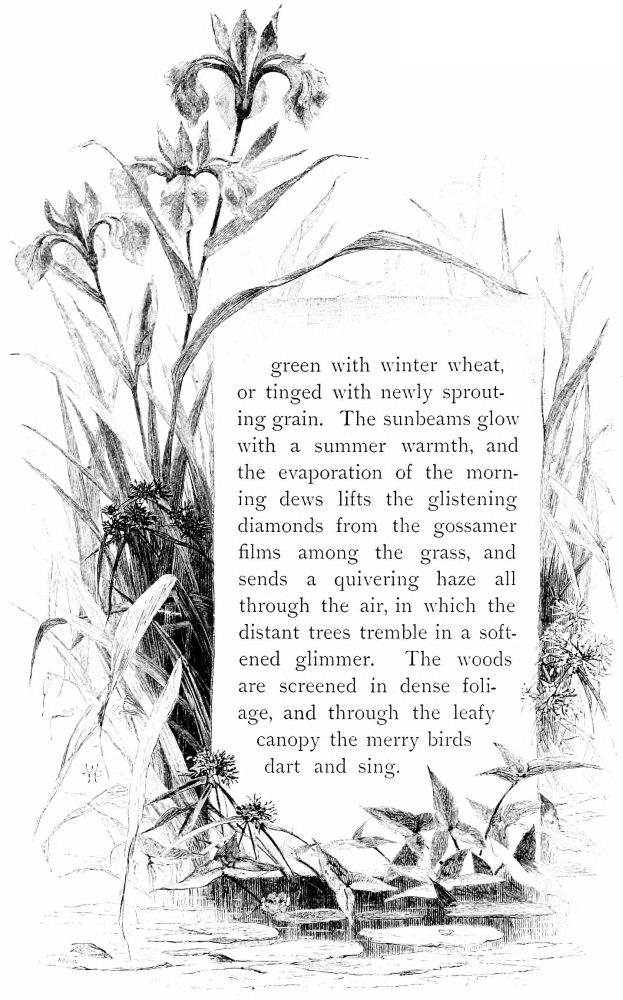 green with winter wheat,
or tinged with newly sprout-
ing grain. The sunbeams glow
with a summer warmth, and
the evaporation of the morn-
ing dews lifts the glistening
diamonds from the gossamer
films among the grass, and
sends a quivering haze all
through the air, in which the
distant trees tremble in a soft-
ened glimmer. The woods
are screened in dense foli-
age, and through the leafy
canopy the merry birds
dart and sing.